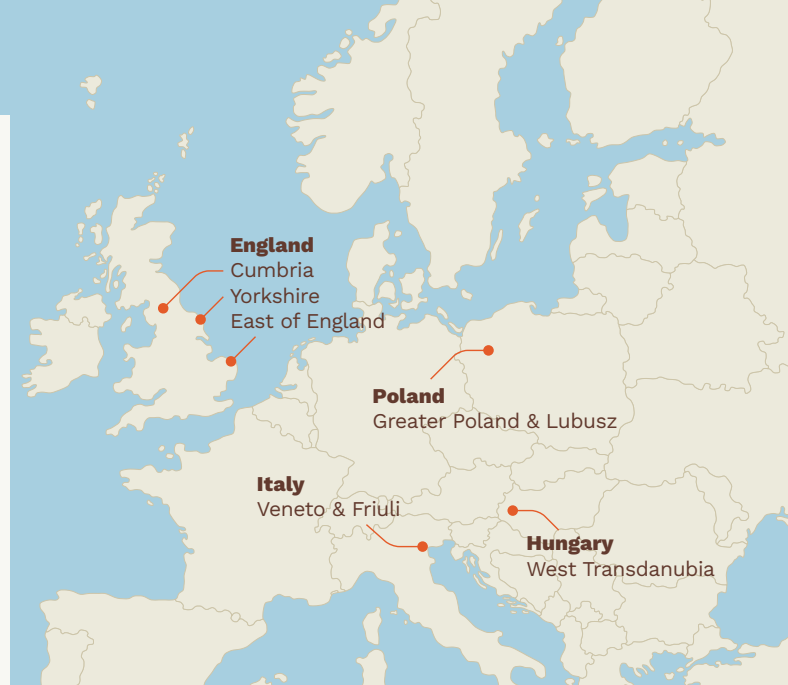 England
Cumbria
Yorkshire
East of England
Poland
Greater Poland & Lubusz
Italy
Veneto & Friuli
Hungary
West Transdanubia